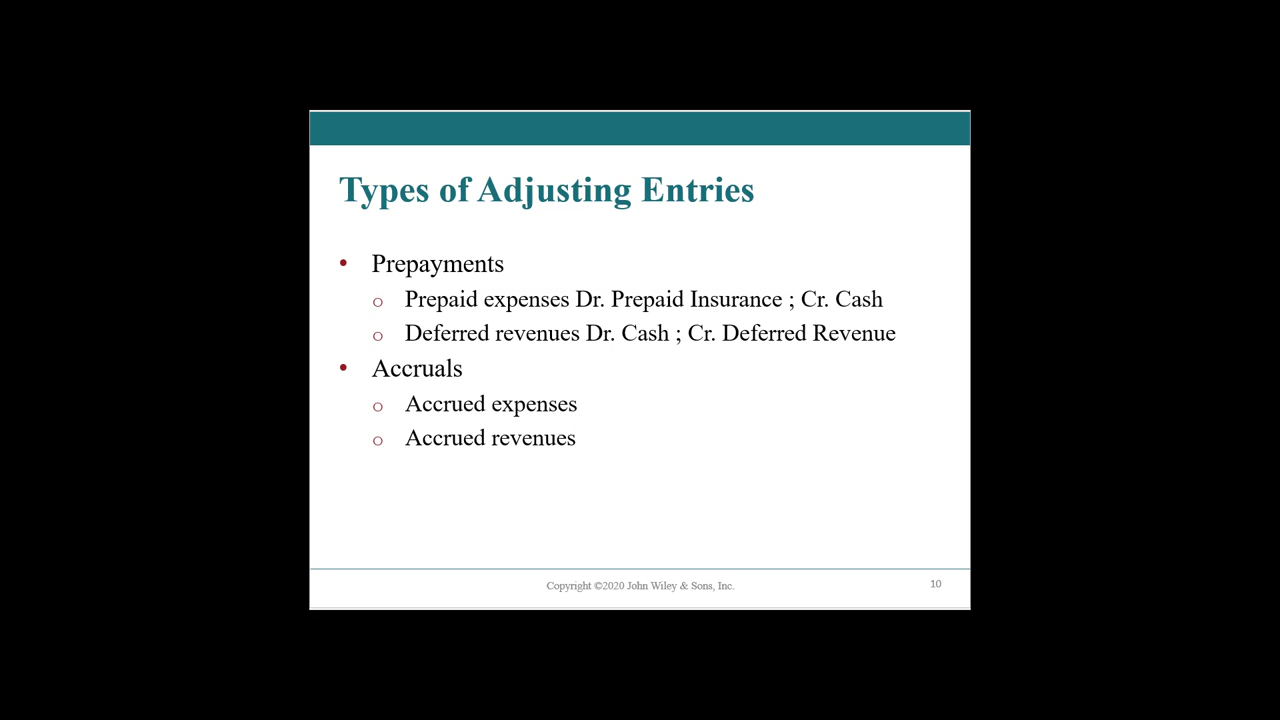 Types of Adjusting Entries
• Prepayments
o Prepaid expenses Dr. Prepaid Insurance ; Cr. Cash
o Deferred revenues Dr. Cash ; Cr. Deferred Revenue
• Accruals
o Accrued expenses
o Accrued revenues
Copyright ©2020 John Wiley & Sons, Inc.
10